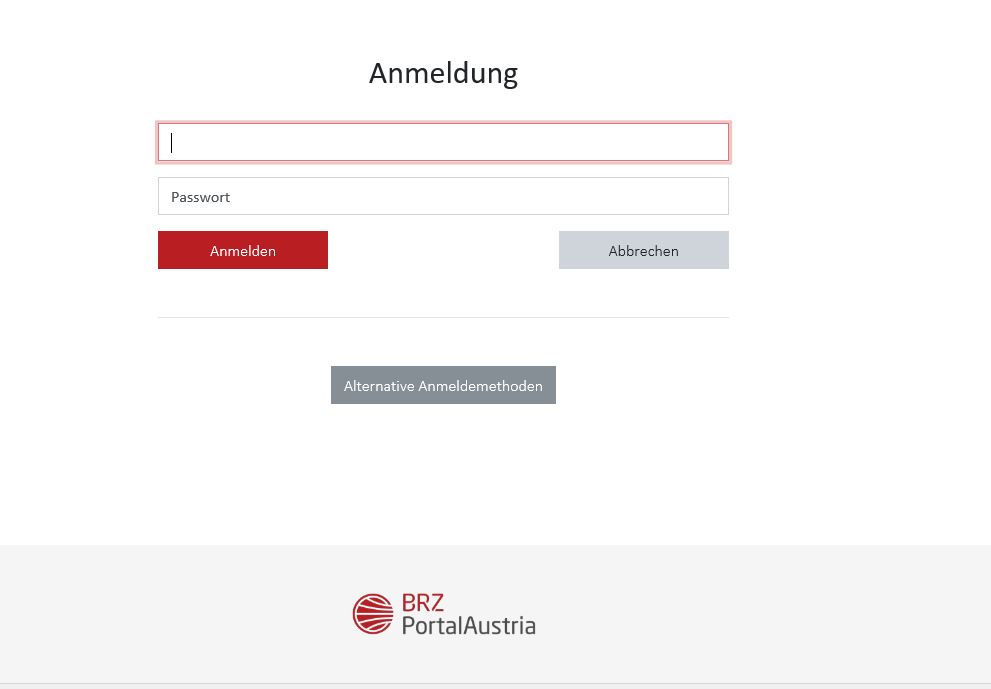 Anmeldung
Passwort
Anmelden
Abbrechen
Alternative Anmeldemethoden
BRZ
PortalAustria